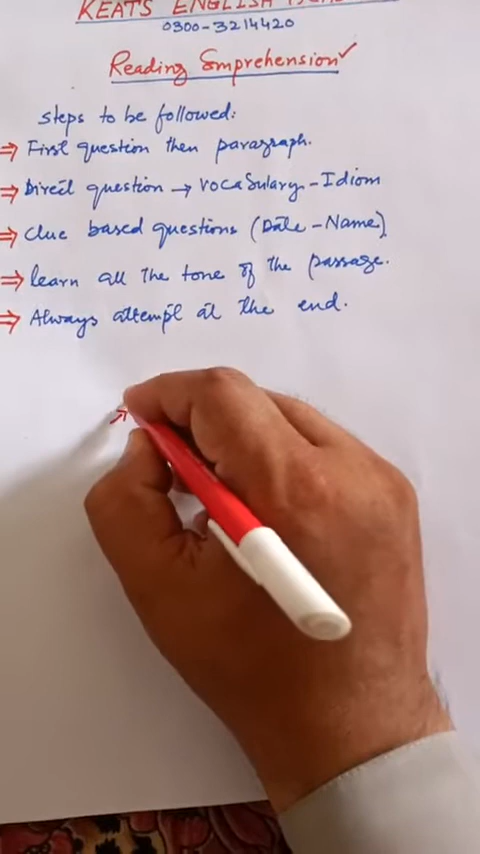 KEATS ENGLISH
0300-3214420
Reading Comprehension
steps to be followed:
⇒ First question then paragraph.
⇒ Direct question → Vocabulary - Idiom
⇒ Clue based questions (Date - Name)
⇒ learn all the tone of the passage.
⇒ Always attempt at the end.